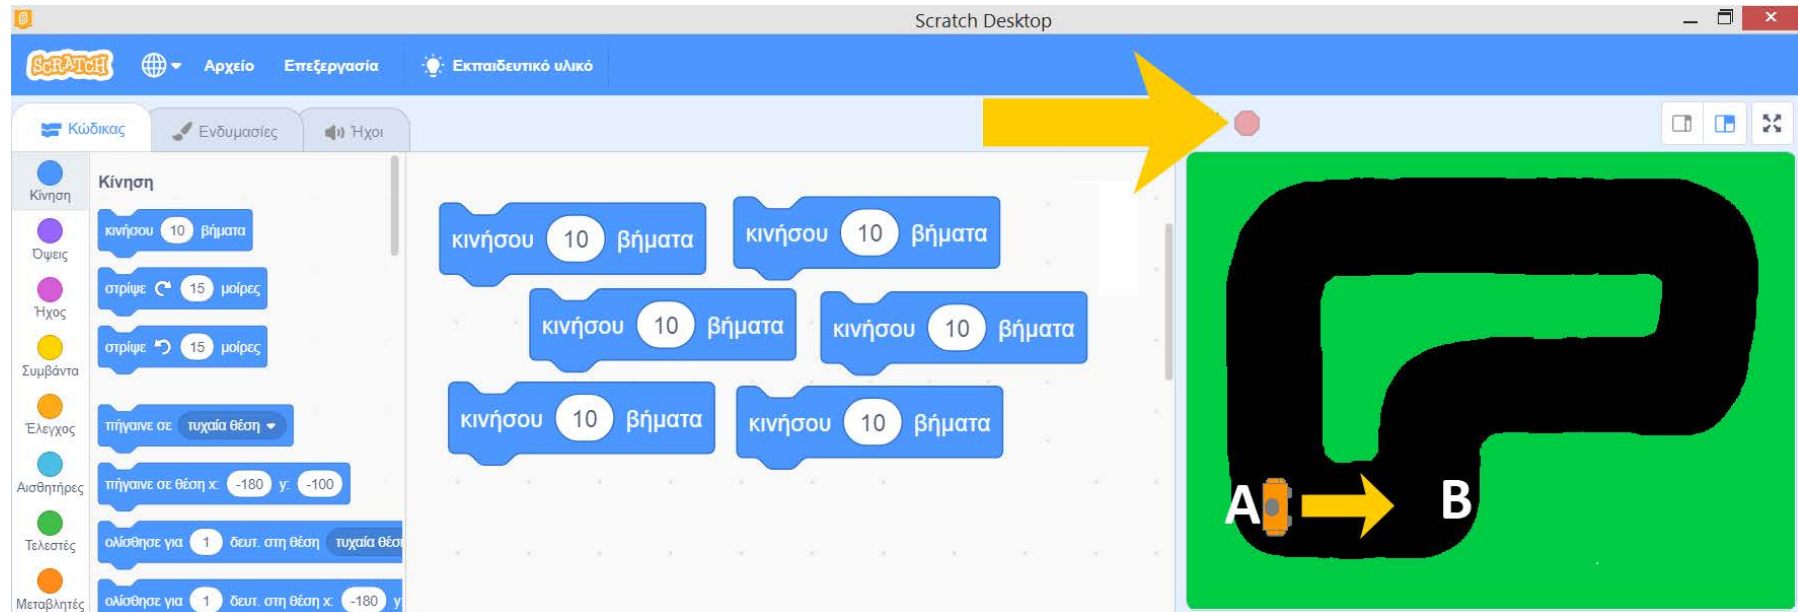 Scratch Desktop
SCRATCH Αρχείο Επεξεργασία Εκπαιδευτικό υλικό
Κώδικας Ενδυμασίες Ήχοι
Κίνηση
Όψεις
Ήχος
Συμβάντα
Έλεγχος
Αισθητήρες
Τελεστές
Μεταβλητές
Κίνηση
κινήσου 10 βήματα
στρίψε 15 μοίρες
στρίψε 15 μοίρες
πήγαινε σε τυχαία θέση
πήγαινε σε θέση x: -180 y: -100
ολίσθησε για 1 δευτ. στη θέση τυχαία
ολίσθησε για 1 δευτ. στη θέση x: -180 y
κινήσου 10 βήματα
κινήσου 10 βήματα
κινήσου 10 βήματα
κινήσου 10 βήματα
κινήσου 10 βήματα
κινήσου 10 βήματα
A B